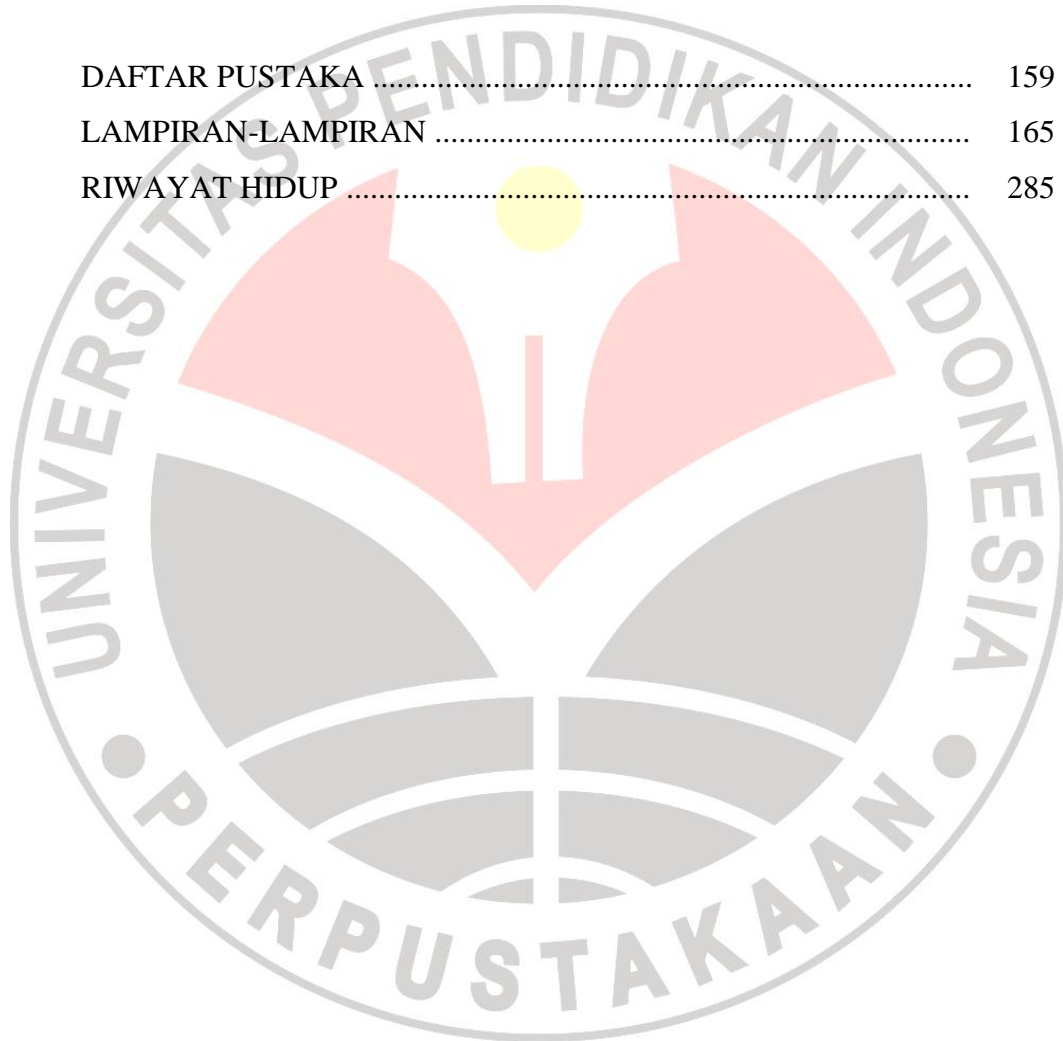 DAFTAR PUSTAKA ........................................................................ 159
LAMPIRAN-LAMPIRAN ................................................................ 165
RIWAYAT HIDUP ........................................................................... 285
UNIVERSITAS PENDIDIKAN INDONESIA
PERPUSTAKAAN